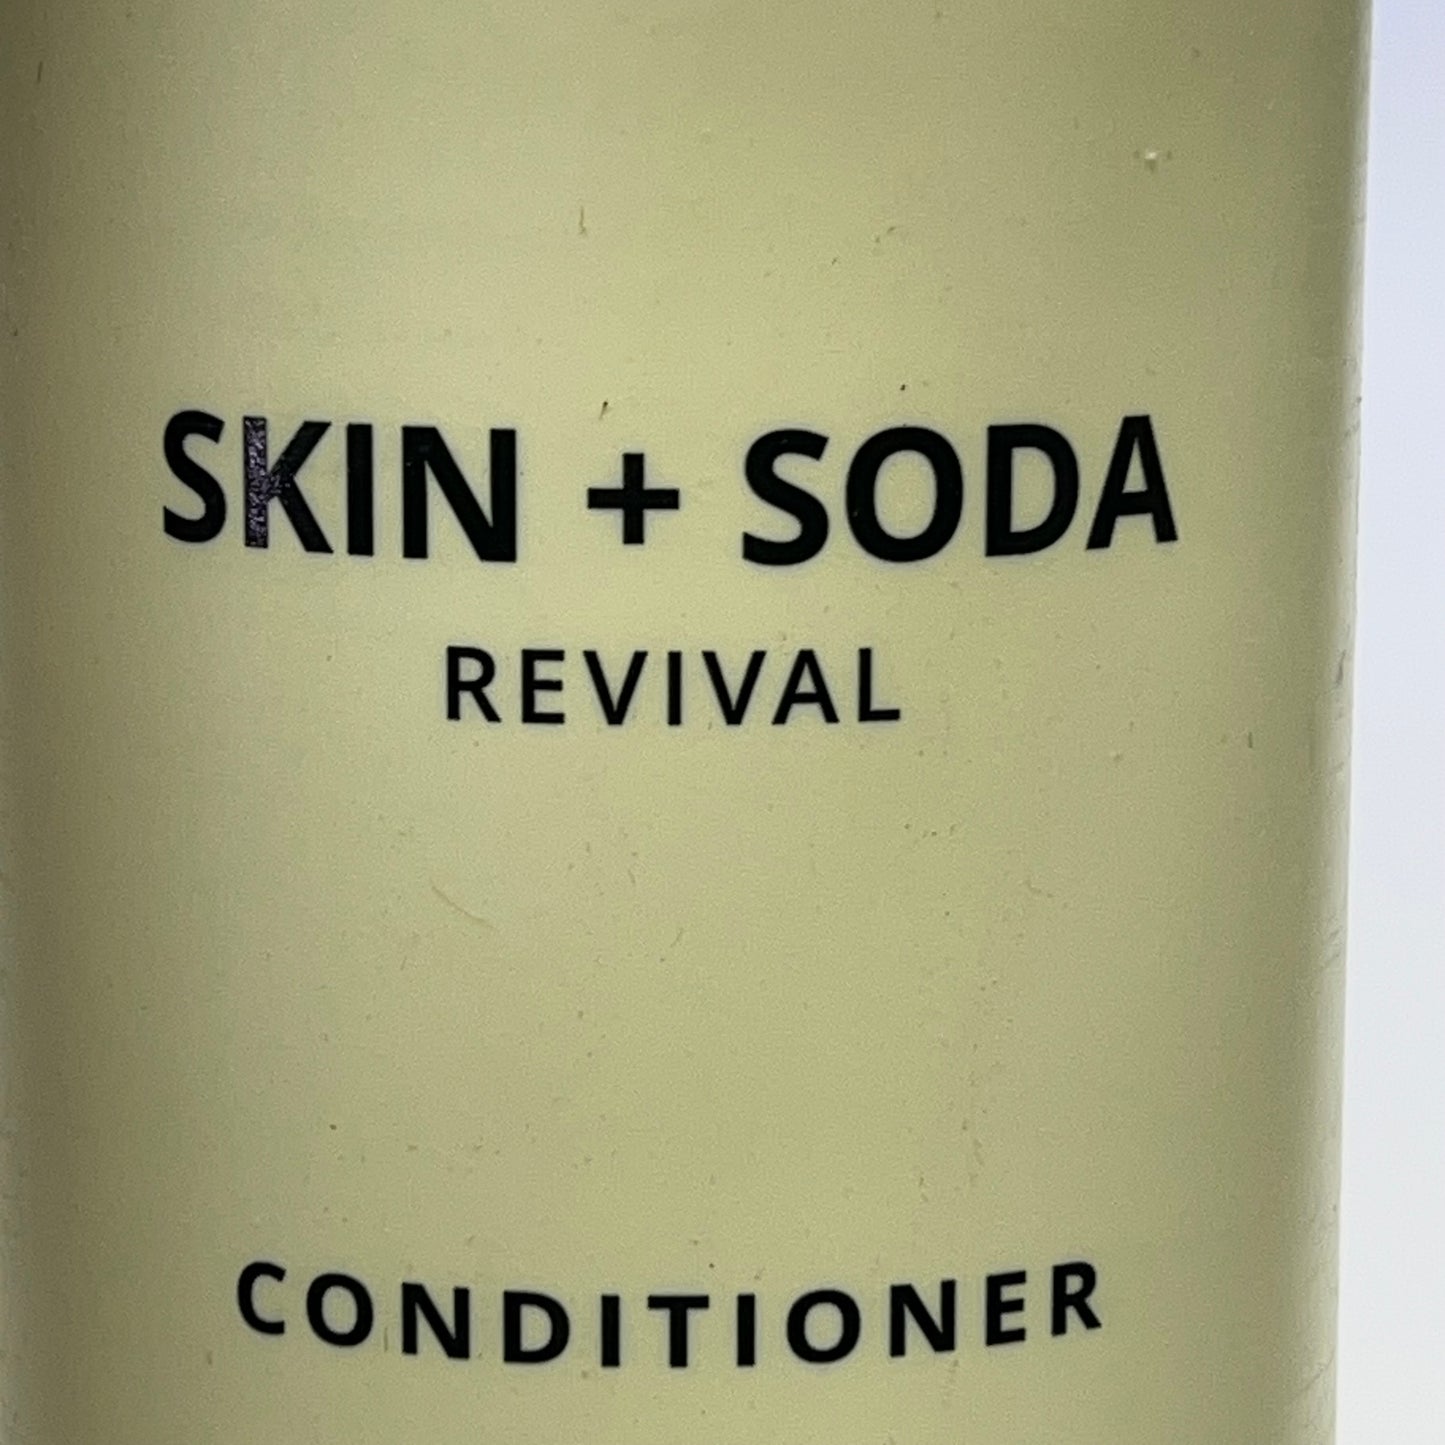 SKIN + SODA
REVIVAL
CONDITIONER